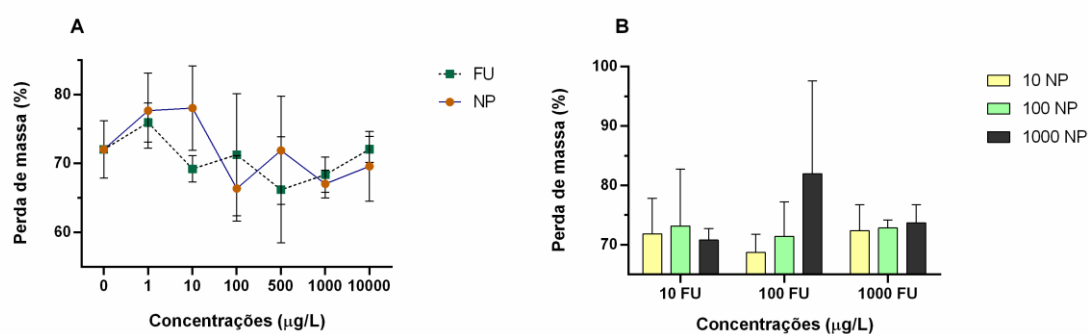 A
Perda de massa (%)
80
70
60
0 1 10 100 500 1000 10000
Concentrações (µg/L)
FU
NP
B
Perda de massa (%)
100
90
80
70
10 FU 100 FU 1000 FU
Concentrações (µg/L)
10 NP
100 NP
1000 NP